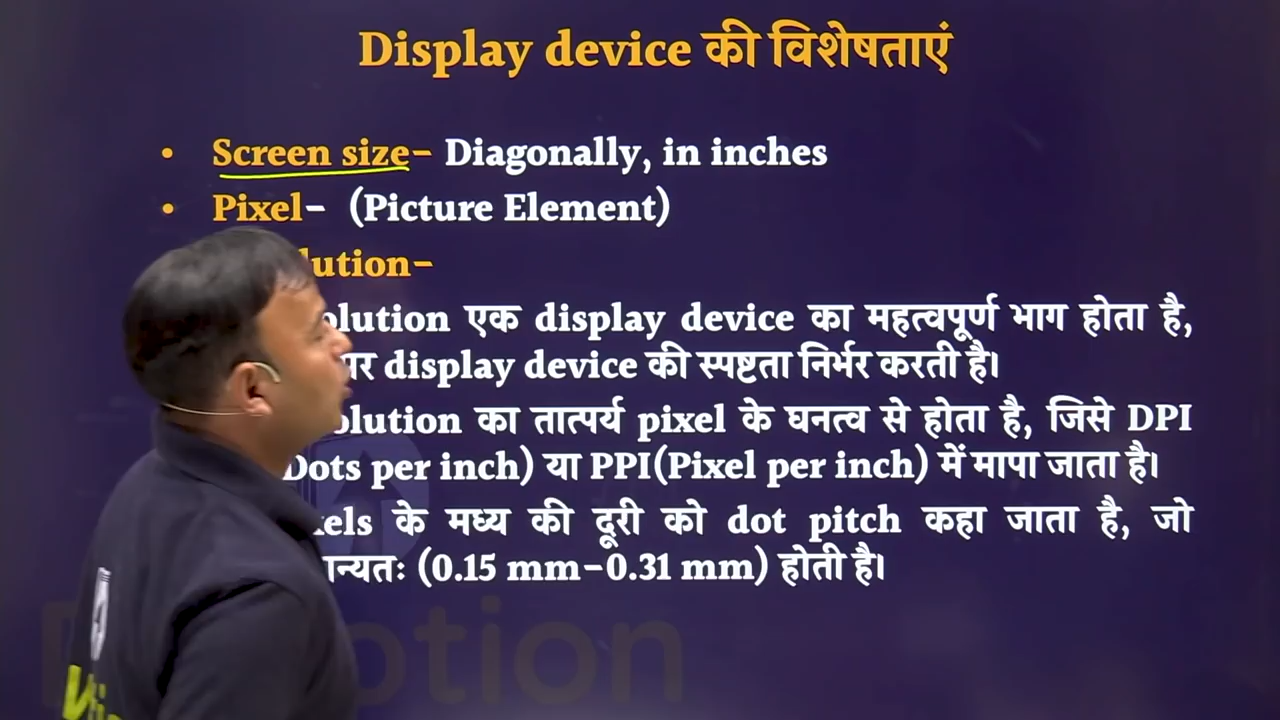 Display device की विशेषताएं
• Screen size- Diagonally, in inches
• Pixel- (Picture Element)
lution-
olution एक display device का महत्वपूर्ण भाग होता है,
पर display device की स्पष्टता निर्भर करती है।
olution का तात्पर्य pixel के घनत्व से होता है, जिसे DPI
Dots per inch) या PPI(Pixel per inch) में मापा जाता है।
xels के मध्य की दूरी को dot pitch कहा जाता है, जो
न्यतः (0.15 mm-0.31 mm) होती है।
otion